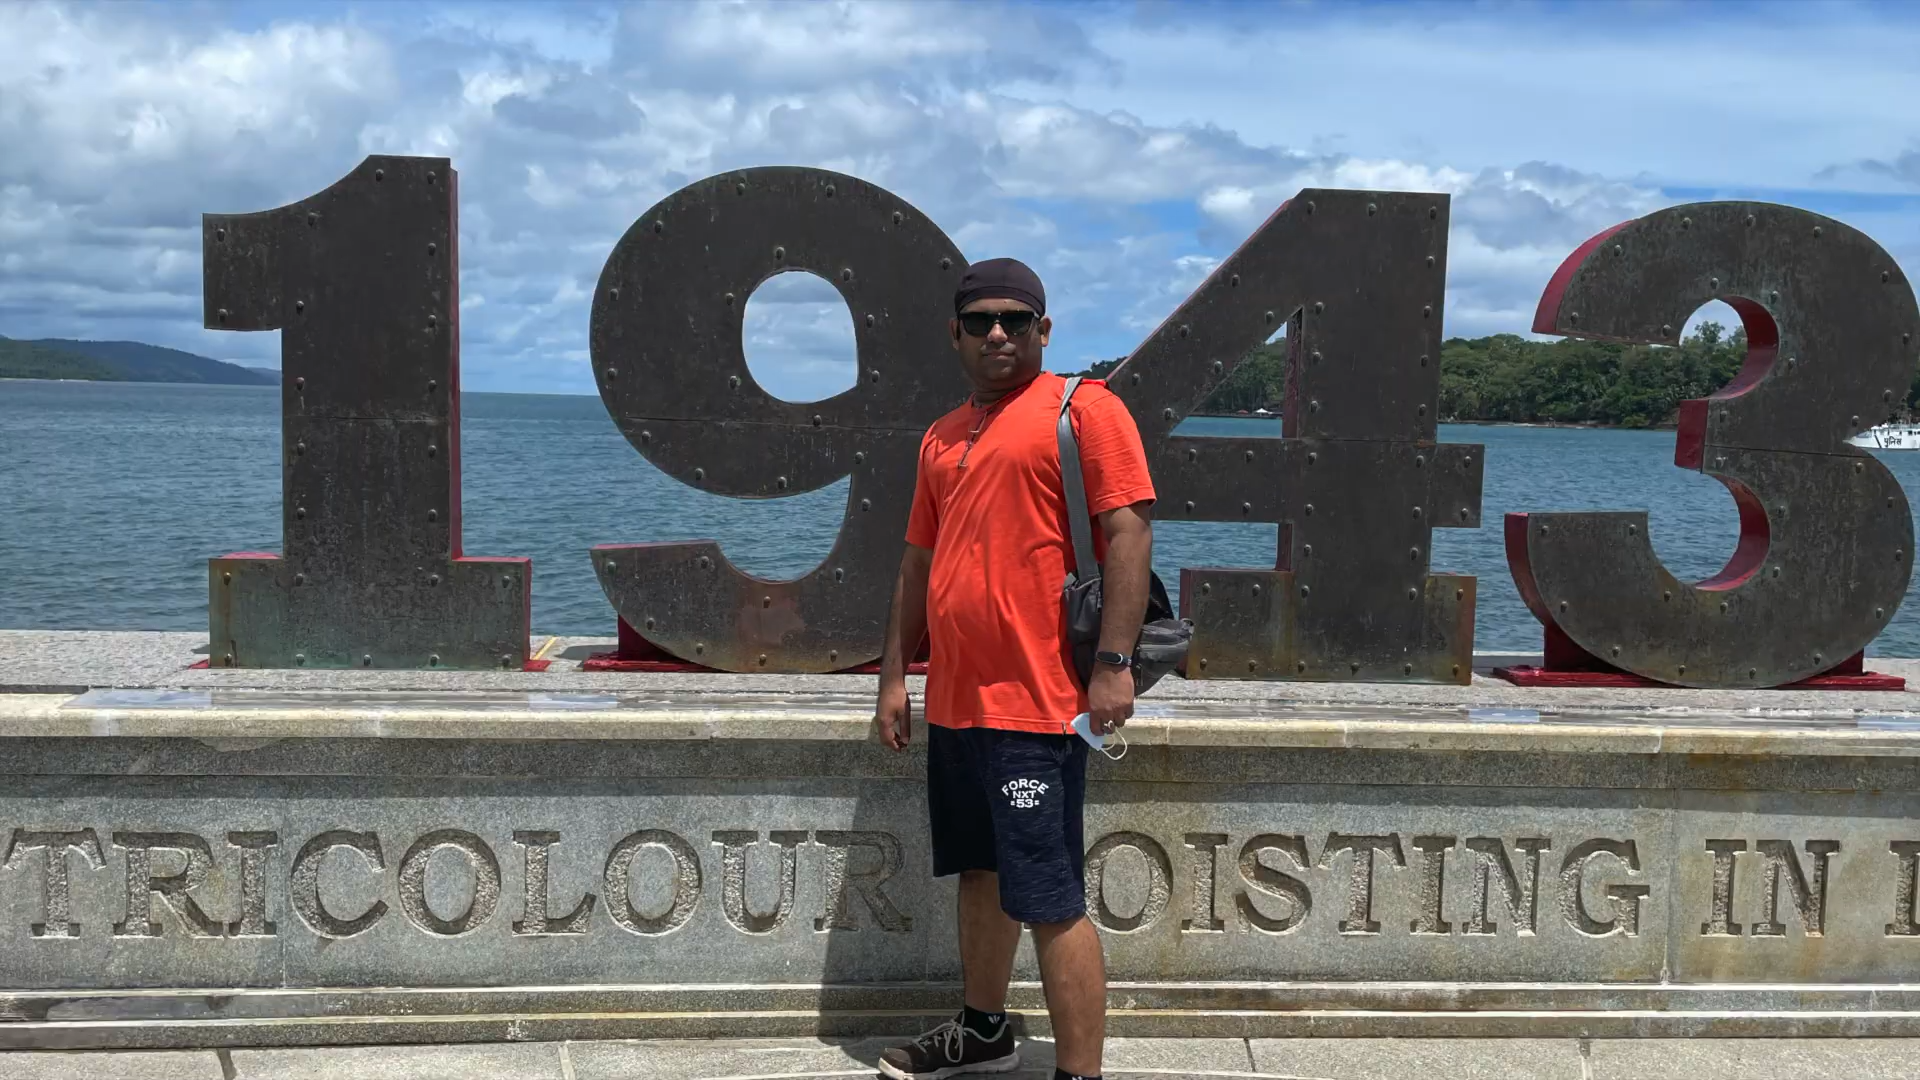 1943
पुलिस
FORCE
NXT
53
TRICOLOUR OISTING IN